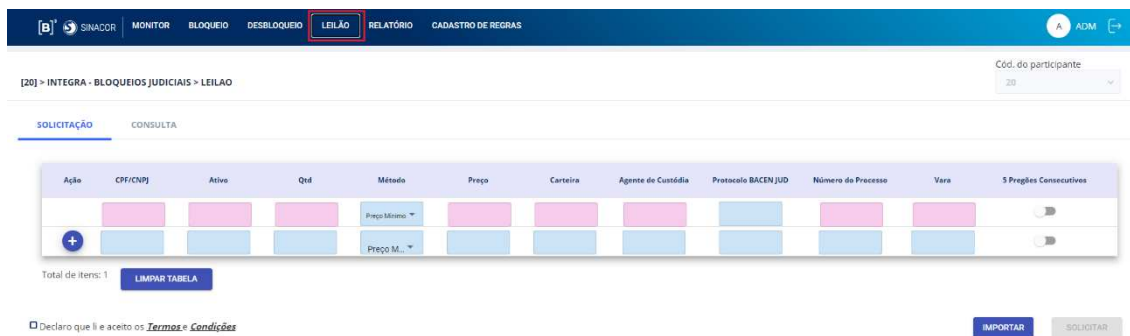 [B]³ SINACOR MONITOR BLOQUEIO DESBLOQUEIO LEILÃO RELATÓRIO CADASTRO DE REGRAS A ADM
Cód. do participante
[20] > INTEGRA - BLOQUEIOS JUDICIAIS > LEILAO 20
SOLICITAÇÃO CONSULTA
Ação CPF/CNPJ Ativo Qtd Método Preço Carteira Agente de Custódia Protocolo BACEN JUD Número do Processo Vara 5 Pregões Consecutivos
Preço Mínimo
+ Preço M...
Total de itens: 1 LIMPAR TABELA
Declaro que li e aceito os Termos e Condições IMPORTAR SOLICITAR